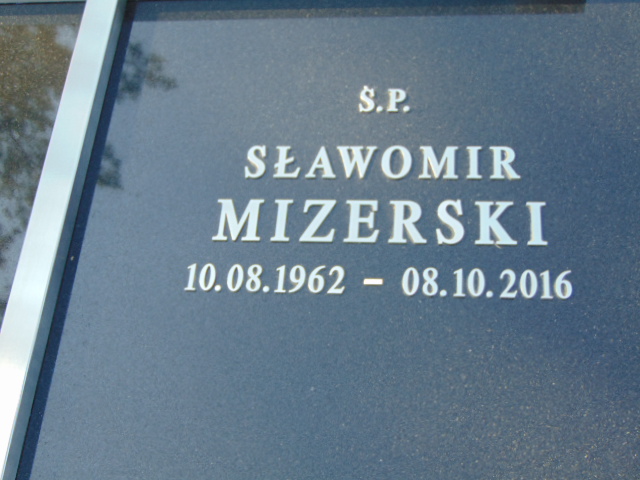 Ś.P.
SŁAWOMIR
MIZERSKI
10.08.1962 – 08.10.2016